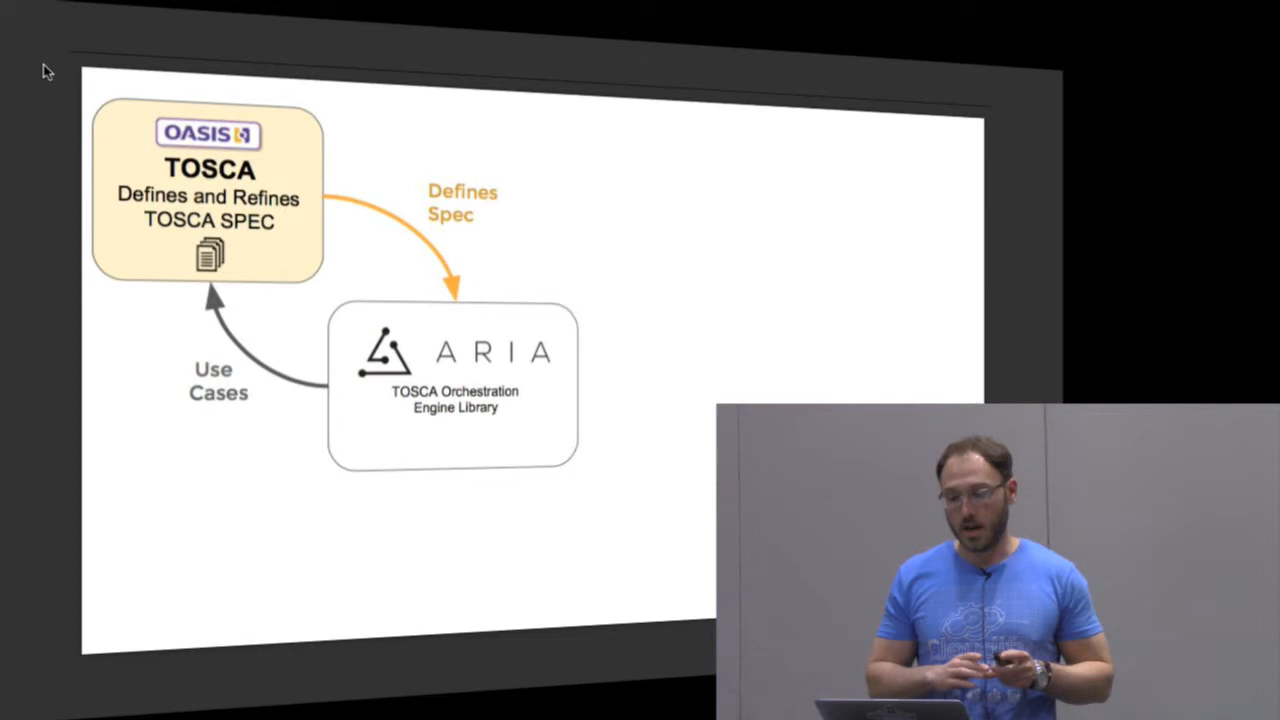 OASIS
TOSCA
Defines and Refines
TOSCA SPEC
Defines
Spec
ARIA
TOSCA Orchestration
Engine Library
Use
Cases